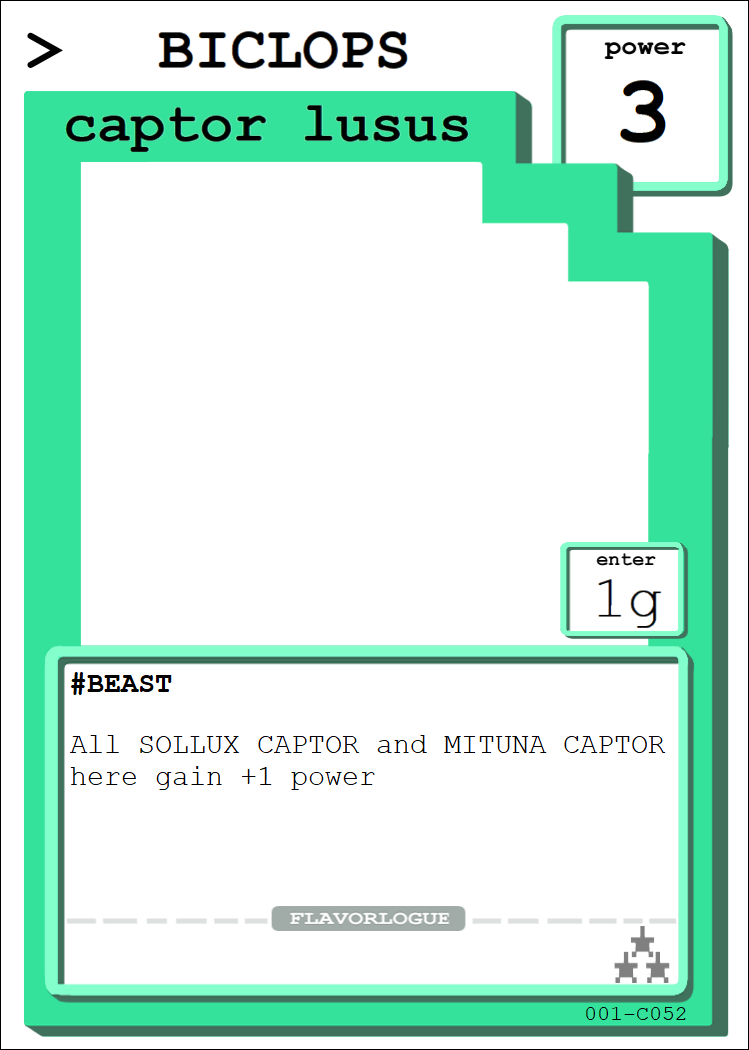 > BICLOPS
power
3
captor lusus
enter
1g
#BEAST
All SOLLUX CAPTOR and MITUNA CAPTOR
here gain +1 power
FLAVORLOGUE
001-C052